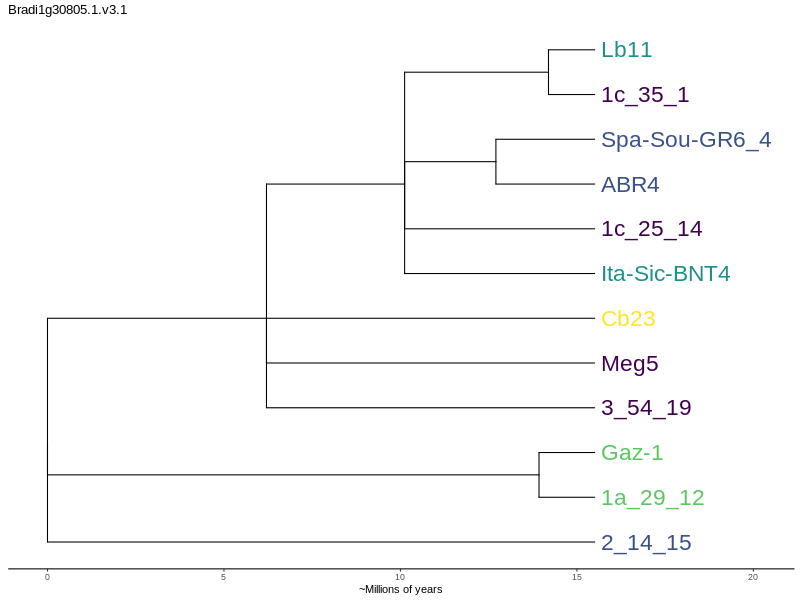 Bradi1g30805.1.v3.1
Lb11
1c_35_1
Spa-Sou-GR6_4
ABR4
1c_25_14
Ita-Sic-BNT4
Cb23
Meg5
3_54_19
Gaz-1
1a_29_12
2_14_15
0 5 10 15 20
~Millions of years